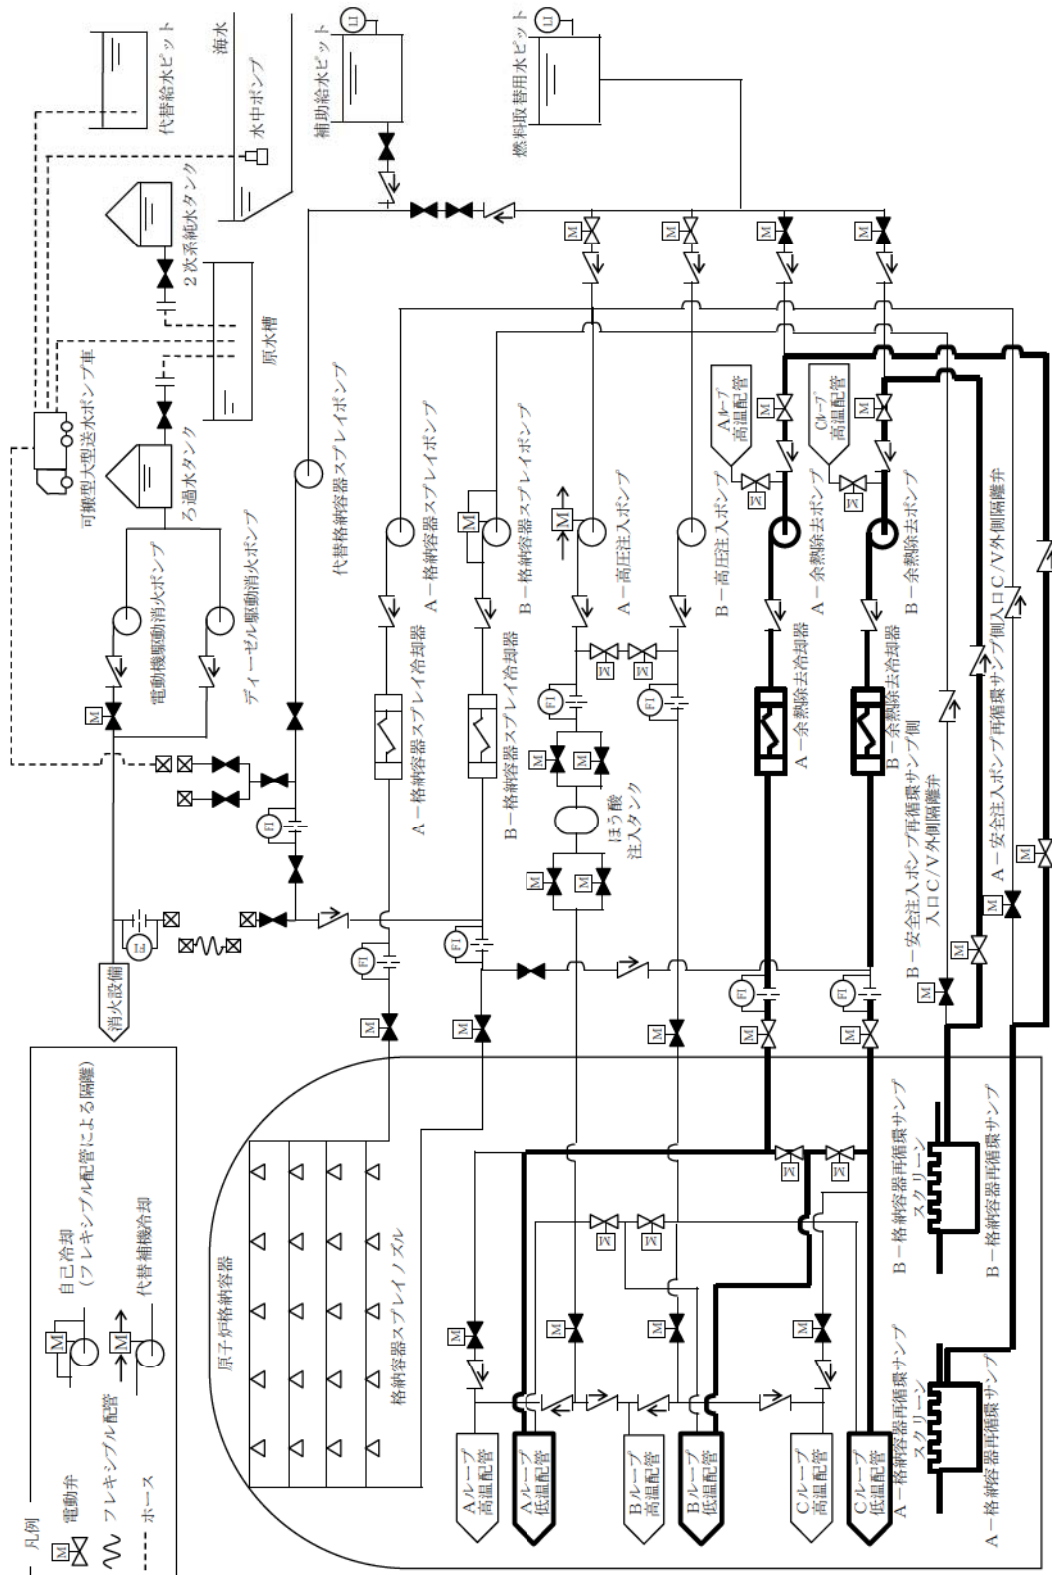 凡例
M
電動弁
フレキシブル配管
ホース
M
自己冷却
(フレキシブル配管による隔離)
M
代替補機冷却
消火設備
FI
M
電動機駆動消火ポンプ
ディーゼル駆動消火ポンプ
可搬型大型送水ポンプ車
ろ過水タンク
2次系純水タンク
原水槽
代替給水ピット
海水
水中ポンプ
補助給水ピット
LI
燃料取替用水ピット
LI
代替格納容器スプレイポンプ
FI
A-格納容器スプレイポンプ
A-格納容器スプレイ冷却器
FI
M
B-格納容器スプレイポンプ
M
B-格納容器スプレイ冷却器
FI
M
A-高圧注入ポンプ
M
M
FI
M
M
M
M
ほう酸
注入タンク
M
M
B-高圧注入ポンプ
M
FI
M
Aループ
高温配管
M
M
M
A-余熱除去ポンプ
A-余熱除去冷却器
FI
M
Cループ
高温配管
M
M
M
B-余熱除去ポンプ
B-余熱除去冷却器
FI
M
B-安全注入ポンプ再循環サンプ側
入口C/V外側隔離弁
M
M
A-安全注入ポンプ再循環サンプ側入口C/V外側隔離弁
M
M
原子炉格納容器
格納容器スプレイノズル
M
M
M
M
M
M
M
M
Aループ
高温配管
Aループ
低温配管
Bループ
高温配管
Bループ
低温配管
Cループ
高温配管
Cループ
低温配管
B-格納容器再循環サンプ
スクリーン
B-格納容器再循環サンプ
A-格納容器再循環サンプ
スクリーン
A-格納容器再循環サンプ